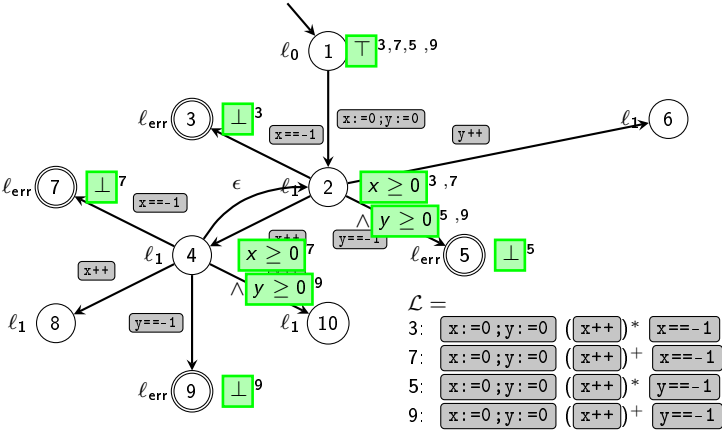 ℓ₀ 1 ⊤ 3,7,5 ,9
x:=0;y:=0
ℓerr 3 ⊥ 3
x==-1
y++
ℓ1 6
ℓerr 7 ⊥ 7
x==-1
ϵ
ℓ1 2 x ≥ 0 3 ,7
∧ y ≥ 0 5 ,9
y==-1
ℓerr 5 ⊥ 5
ℓ1 4
x++
x ≥ 0 7
∧ y ≥ 0 9
x++
ℓ1 8
y==-1
ℓ1 10
ℓerr 9 ⊥ 9
ℒ =
3: x:=0;y:=0 (x++)* x==-1
7: x:=0;y:=0 (x++)+ x==-1
5: x:=0;y:=0 (x++)* y==-1
9: x:=0;y:=0 (x++)+ y==-1